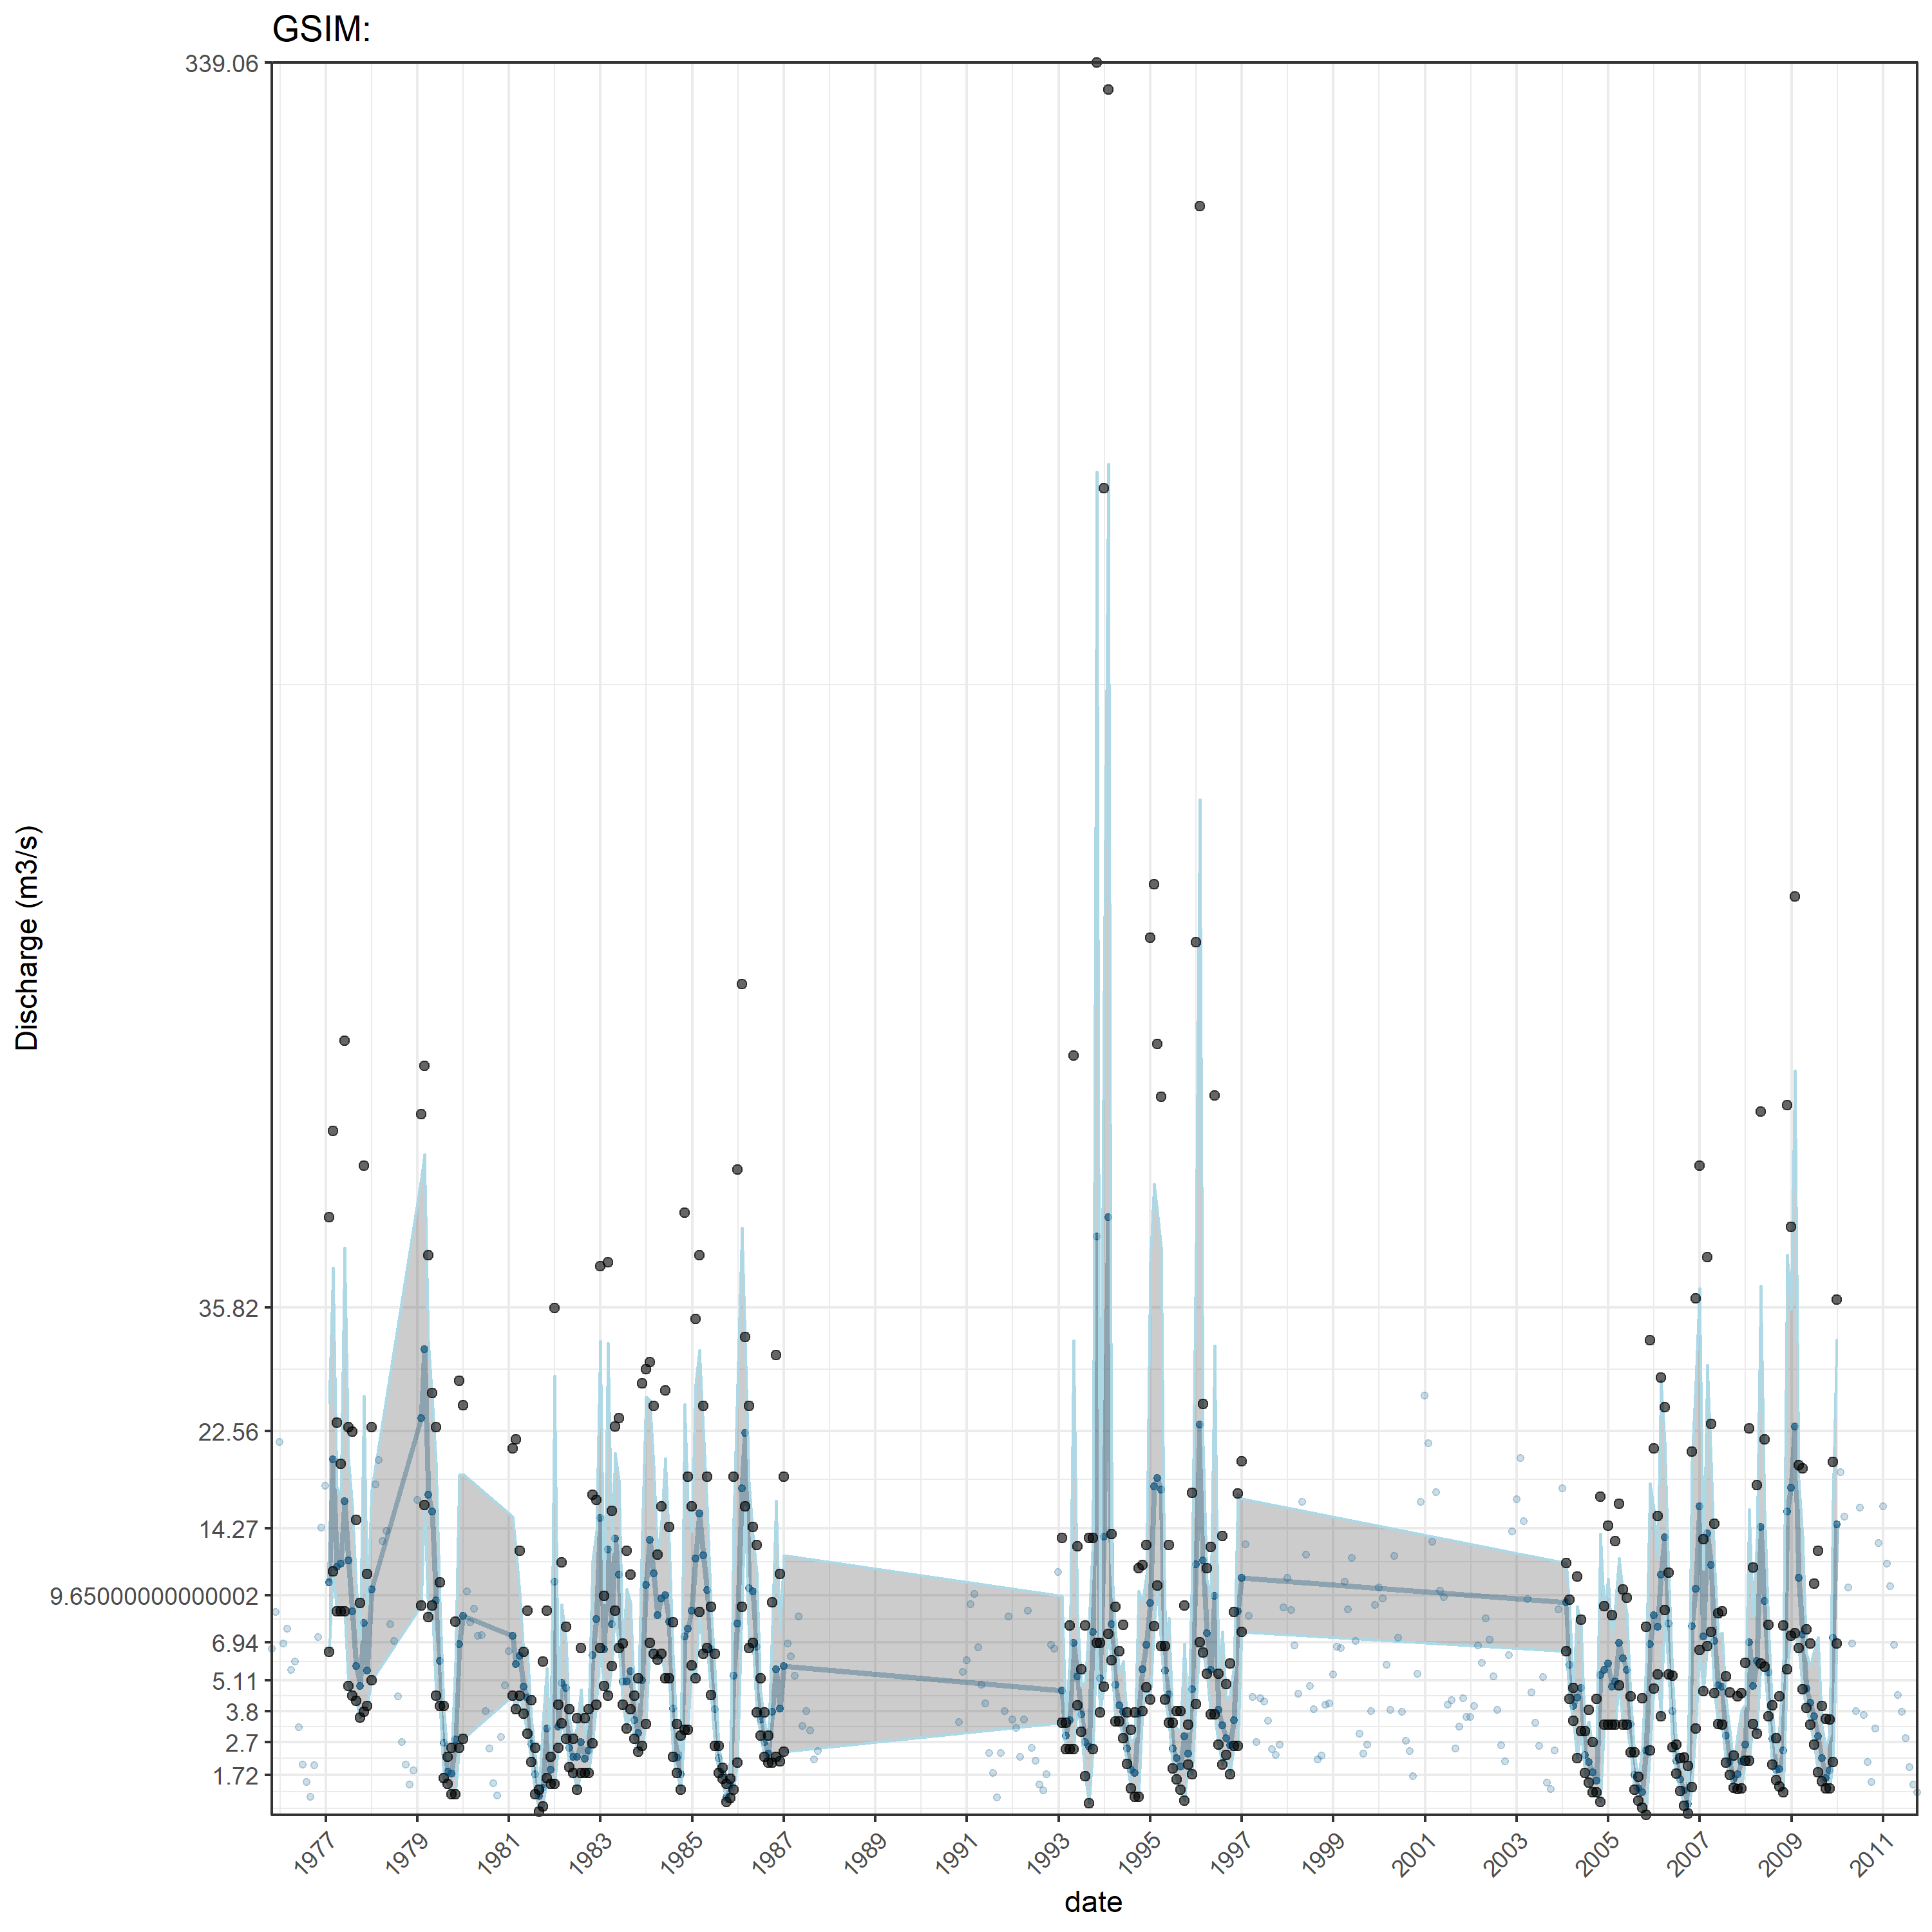 GSIM:
339.06
35.82
22.56
14.27
9.65000000000002
6.94
5.11
3.8
2.7
1.72
Discharge (m3/s)
1977 1979 1981 1983 1985 1987 1989 1991 1993 1995 1997 1999 2001 2003 2005 2007 2009 2011
date